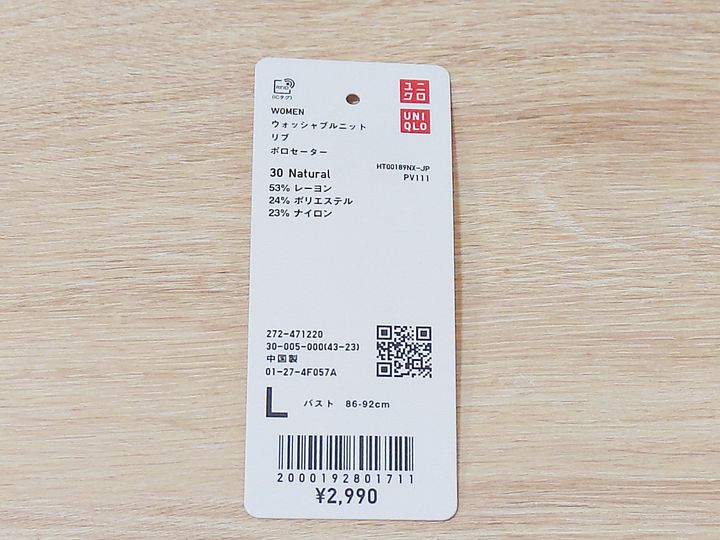 RFID
(ICタグ)
ユニ
クロ
UNI
QLO
WOMEN
ウォッシャブルニット
リブ
ポロセーター
HT00189NX-JP
PV111
30 Natural
53% レーヨン
24% ポリエステル
23% ナイロン
272-471220
30-005-000(43-23)
中国製
01-27-4F057A
L バスト 86-92cm
2000192801711
¥2,990